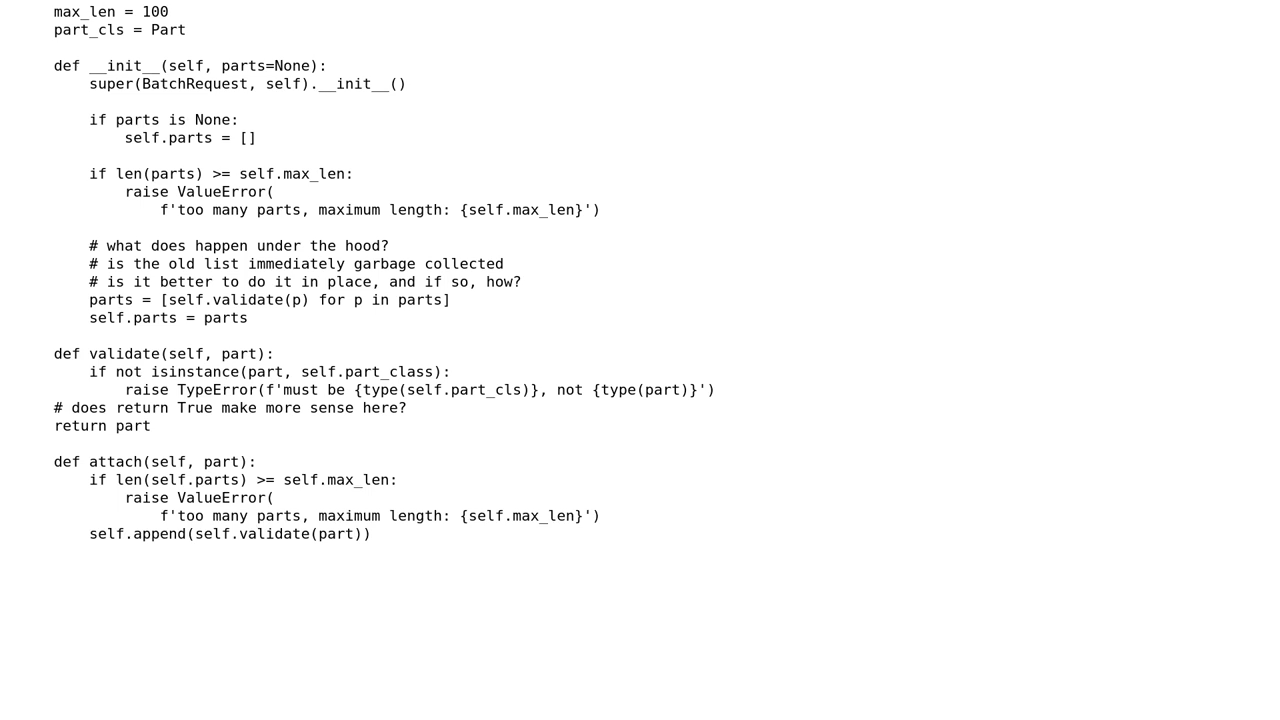 max_len = 100
part_cls = Part
def __init__(self, parts=None):
super(BatchRequest, self).__init__()
if parts is None:
self.parts = []
if len(parts) >= self.max_len:
raise ValueError(
f'too many parts, maximum length: {self.max_len}')
# what does happen under the hood?
# is the old list immediately garbage collected
# is it better to do it in place, and if so, how?
parts = [self.validate(p) for p in parts]
self.parts = parts
def validate(self, part):
if not isinstance(part, self.part_class):
raise TypeError(f'must be {type(self.part_cls)}, not {type(part)}')
# does return True make more sense here?
return part
def attach(self, part):
if len(self.parts) >= self.max_len:
raise ValueError(
f'too many parts, maximum length: {self.max_len}')
self.append(self.validate(part))